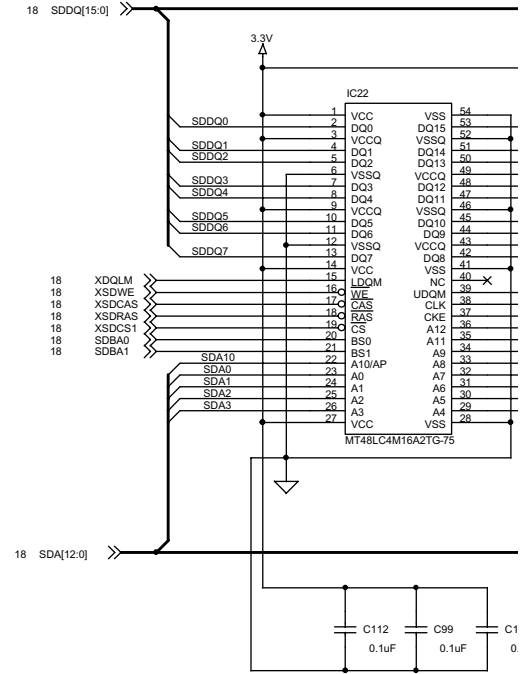 18 SDDQ[15:0]
3.3V
IC22
1 VCC VSS 54
SDDQ0 2 DQ0 DQ15 53
3 VCCQ VSSQ 52
SDDQ1 4 DQ1 DQ14 51
SDDQ2 5 DQ2 DQ13 50
6 VSSQ VCCQ 49
SDDQ3 7 DQ3 DQ12 48
SDDQ4 8 DQ4 DQ11 47
9 VCCQ VSSQ 46
SDDQ5 10 DQ5 DQ10 45
SDDQ6 11 DQ6 DQ9 44
12 VSSQ VCCQ 43
SDDQ7 13 DQ7 DQ8 42
14 VCC VSS 41
18 XDQLM 15 LDQM NC 40
18 XSDWE 16 WE UDQM 39
18 XSDCAS 17 CAS CLK 38
18 XSDRAS 18 RAS CKE 37
18 XSDCS1 19 CS A12 36
18 SDBA0 20 BS0 A11 35
18 SDBA1 21 BS1 A9 34
SDA10 22 A10/AP A8 33
SDA0 23 A0 A7 32
SDA1 24 A1 A6 31
SDA2 25 A2 A5 30
SDA3 26 A3 A4 29
27 VCC VSS 28
MT48LC4M16A2TG-75
18 SDA[12:0]
C112 C99
0.1uF 0.1uF